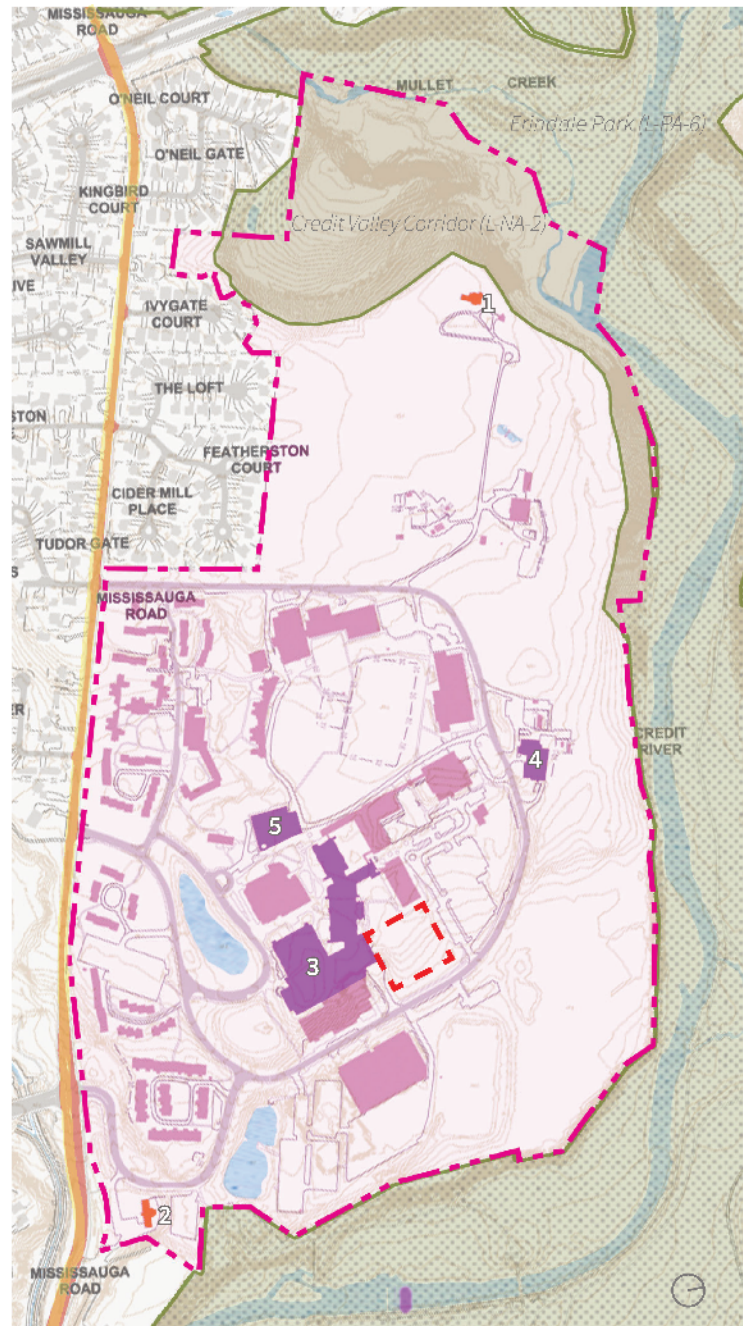 MISSISSAUGA
ROAD
MULLET CREEK
O'NEIL COURT
Erindale Park (L-PA-6)
O'NEIL GATE
KINGBIRD
COURT
Credit Valley Corridor (L-NA-2)
SAWMILL
VALLEY
IVE
IVYGATE
COURT
1
THE LOFT
STON
FEATHERSTON
COURT
CIDER MILL
PLACE
TUDOR GATE
S
MISSISSAUGA
ROAD
ER
CREDIT
RIVER
4
5
3
2
MISSISSAUGA
ROAD